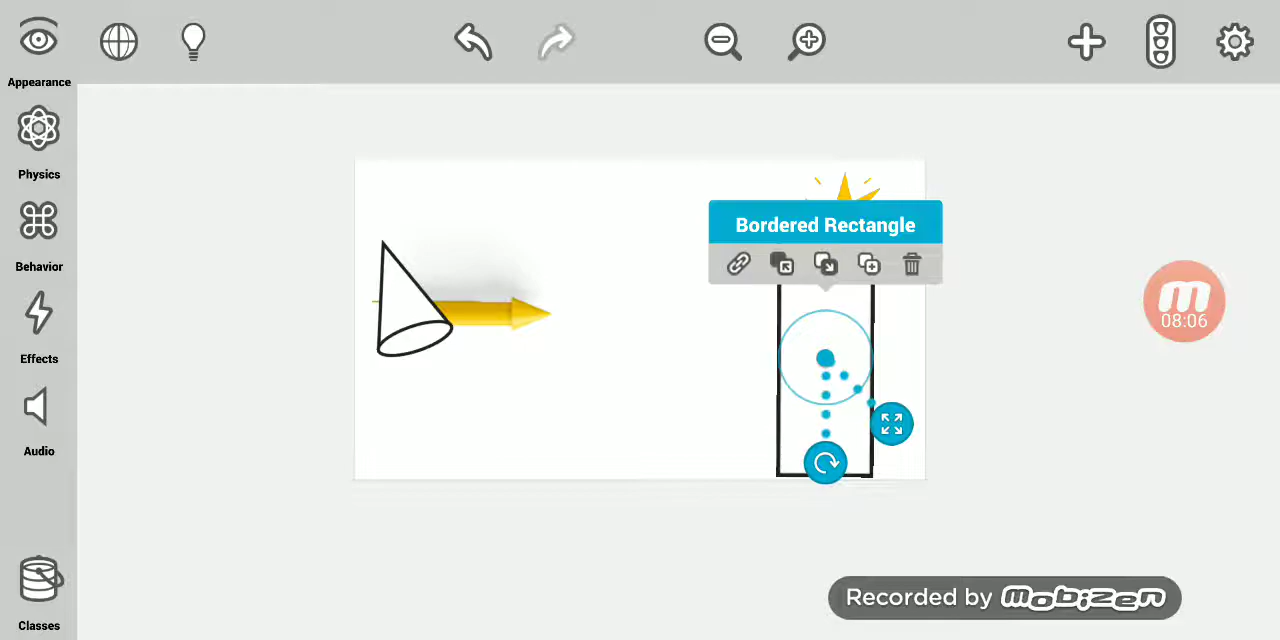 Appearance
Physics
Behavior
Effects
Audio
Classes
Bordered Rectangle
08:06
Recorded by mobizen